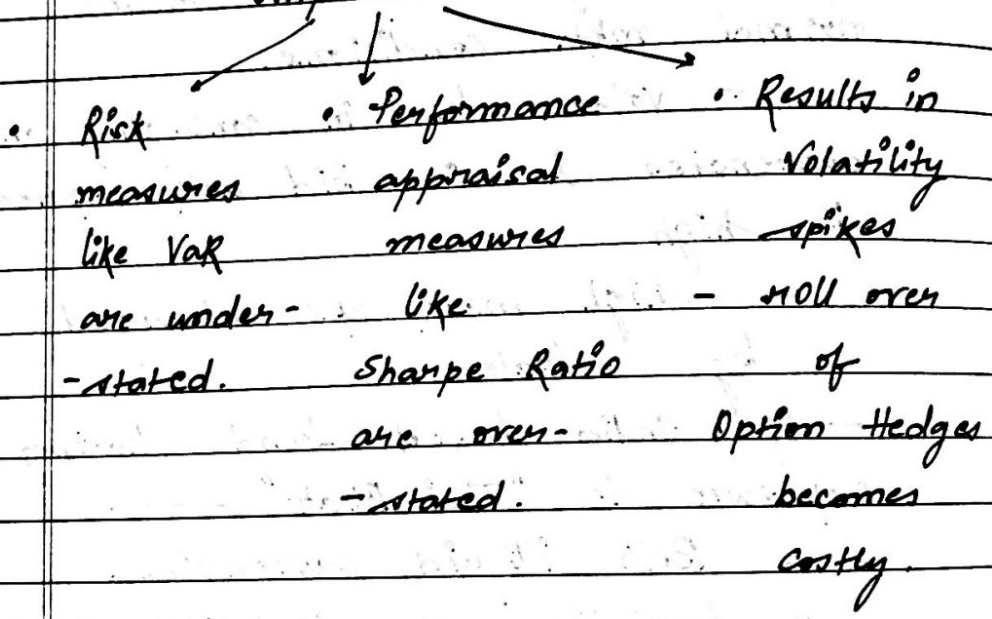 • Risk
measures
like VaR
are under-
-stated.
• Performance
appraisal
measures
like
Sharpe Ratio
are over-
-stated.
• Results in
Volatility
spikes
- roll over
of
Option Hedges
becomes
costly.